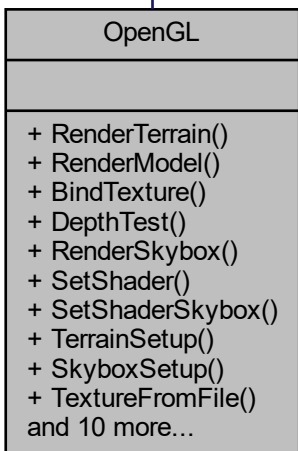 OpenGL
+ RenderTerrain()
+ RenderModel()
+ BindTexture()
+ DepthTest()
+ RenderSkybox()
+ SetShader()
+ SetShaderSkybox()
+ TerrainSetup()
+ SkyboxSetup()
+ TextureFromFile()
and 10 more...